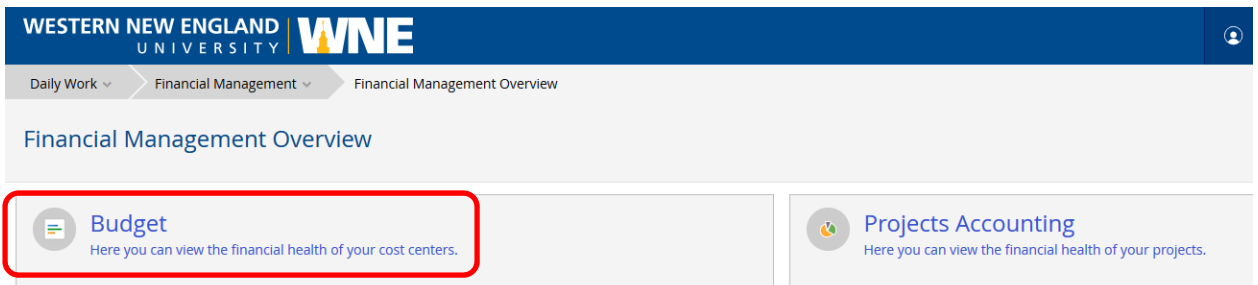 WESTERN NEW ENGLAND
UNIVERSITY
WNE
Daily Work
Financial Management
Financial Management Overview
Financial Management Overview
Budget
Here you can view the financial health of your cost centers.
Projects Accounting
Here you can view the financial health of your projects.